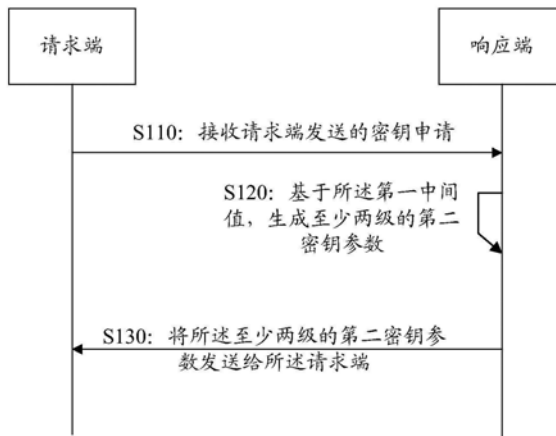 请求端
响应端
S110：接收请求端发送的密钥申请
S120：基于所述第一中间
值，生成至少两级的第二
密钥参数
S130：将所述至少两级的第二密钥参
数发送给所述请求端